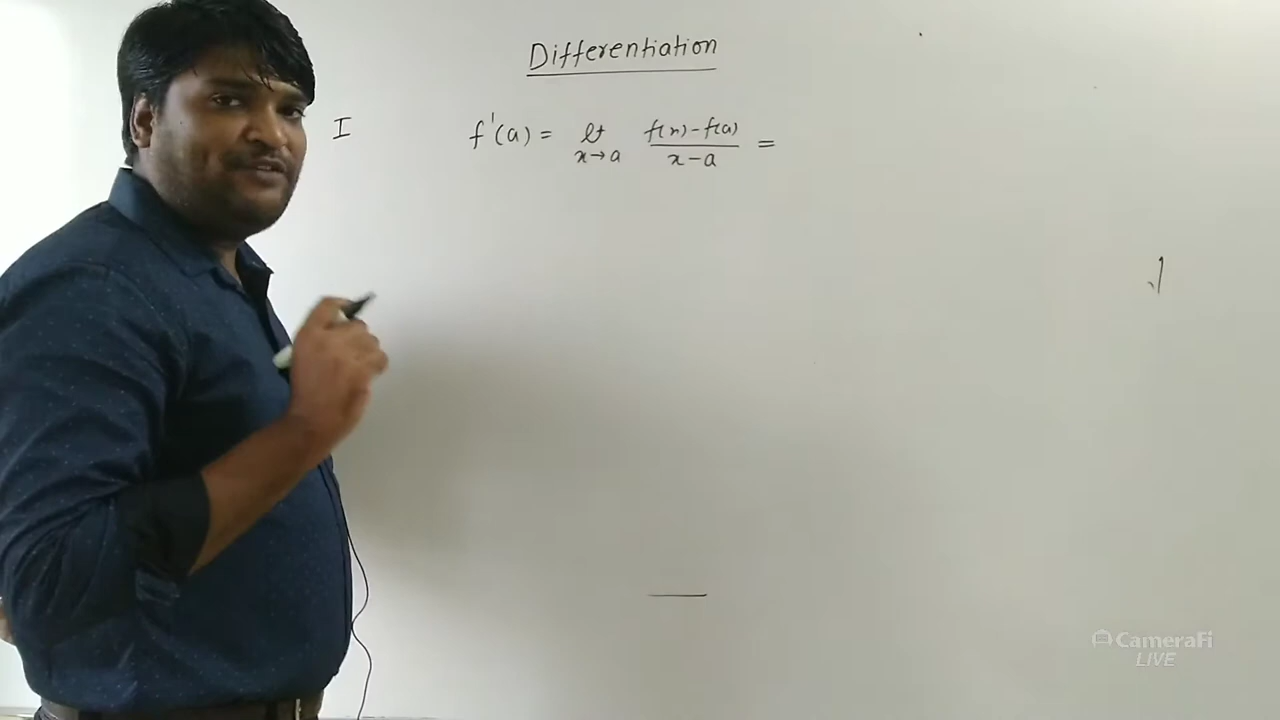 Differentiation
I f'(a) = lt x→a f(x)-f(a) / x-a =
CameraFi
LIVE